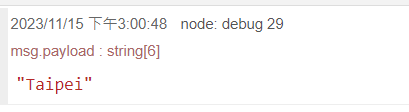 2023/11/15 下午3:00:48 node: debug 29
msg.payload : string[6]
"Taipei"